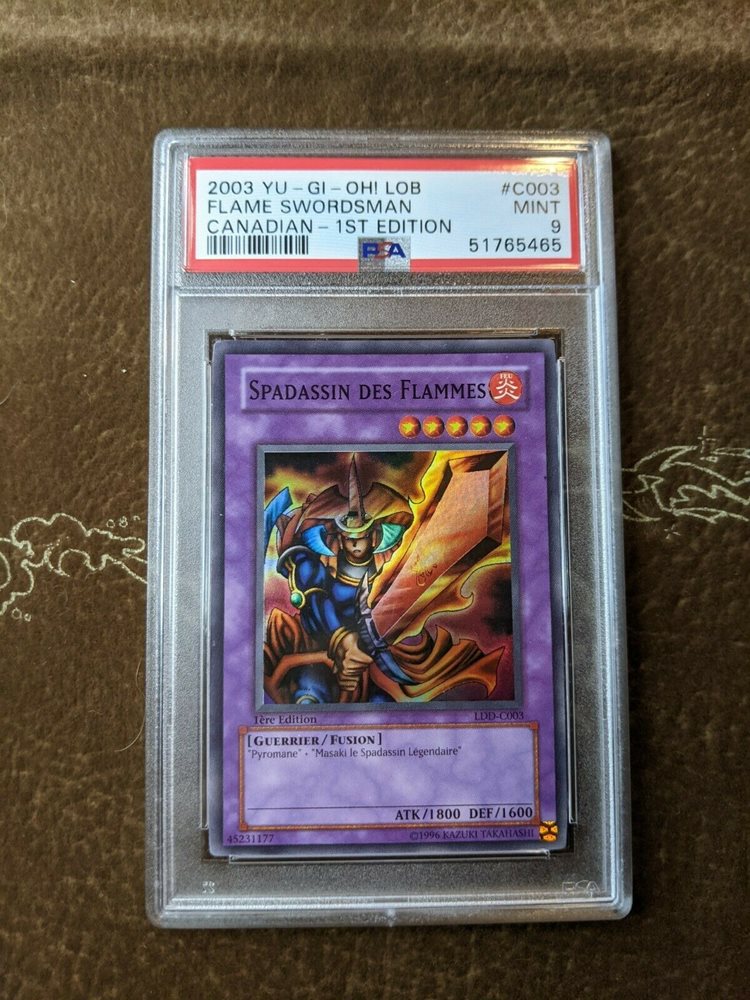 2003 YU-GI-OH! LOB #C003
FLAME SWORDSMAN MINT
CANADIAN - 1ST EDITION 9
PSA 51765465
SPADASSIN DES FLAMMES
FEU
炎
1ère Edition LDD-C003
[GUERRIER/FUSION]
"Pyromane" + "Masaki le Spadassin Légendaire"
ATK/1800 DEF/1600
45231177 ©1996 KAZUKI TAKAHASHI
PSA